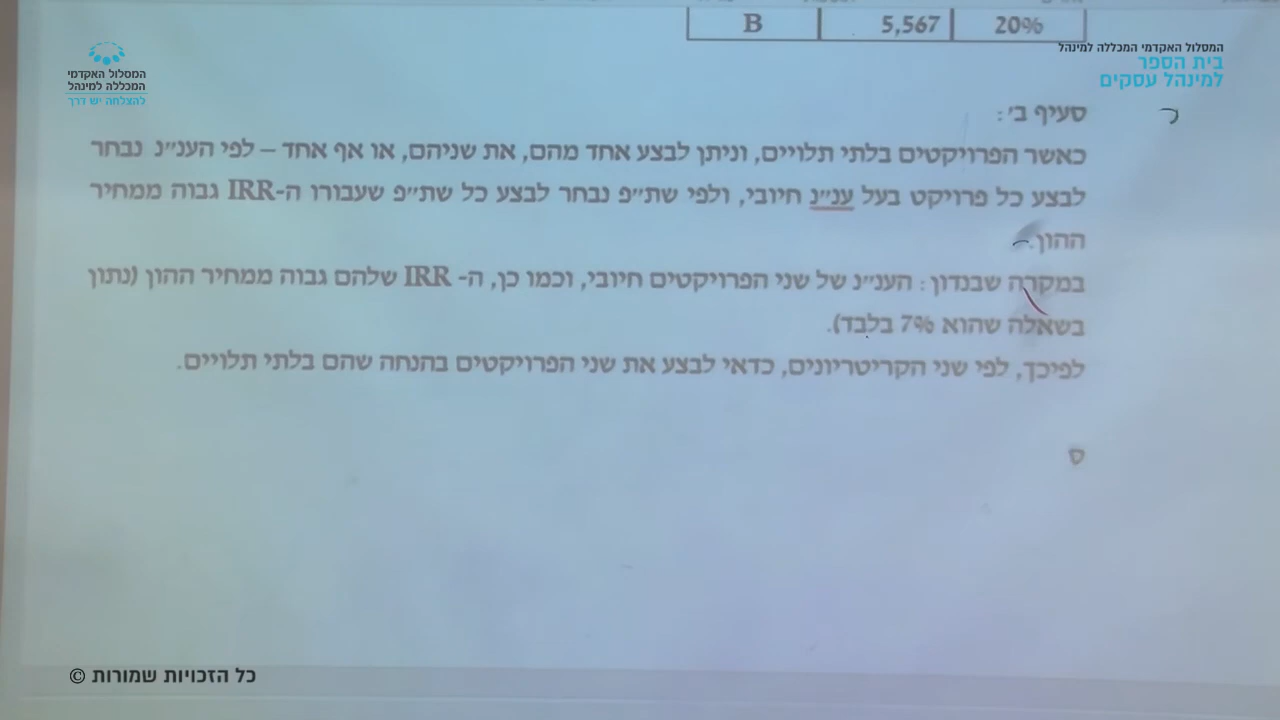 B 5,567 20%
המסלול האקדמי המכללה למינהל
בית הספר
למינהל עסקים
המסלול האקדמי
המכללה למינהל
להצלחה יש דרך
סעיף ב׳:
כאשר הפרויקטים בלתי תלויים, וניתן לבצע אחד מהם, את שניהם, או אף אחד – לפי הענ״נ נבחר
לבצע כל פרויקט בעל ענ״נ חיובי, ולפי שת״פ נבחר לבצע כל שת״פ שעבורו ה-IRR גבוה ממחיר
ההון.
במקרה שבנדון: הענ״נ של שני הפרויקטים חיובי, וכמו כן, ה- IRR שלהם גבוה ממחיר ההון (נתון
בשאלה שהוא 7% בלבד).
לפיכך, לפי שני הקריטריונים, כדאי לבצע את שני הפרויקטים בהנחה שהם בלתי תלויים.
ס
כל הזכויות שמורות ©